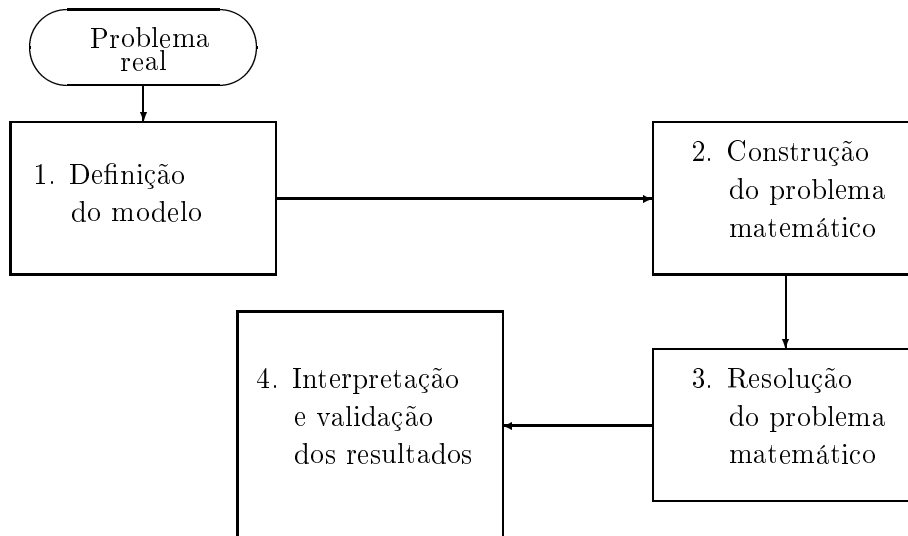 Problema
real
1. Definição
do modelo
2. Construção
do problema
matemático
3. Resolução
do problema
matemático
4. Interpretação
e validação
dos resultados